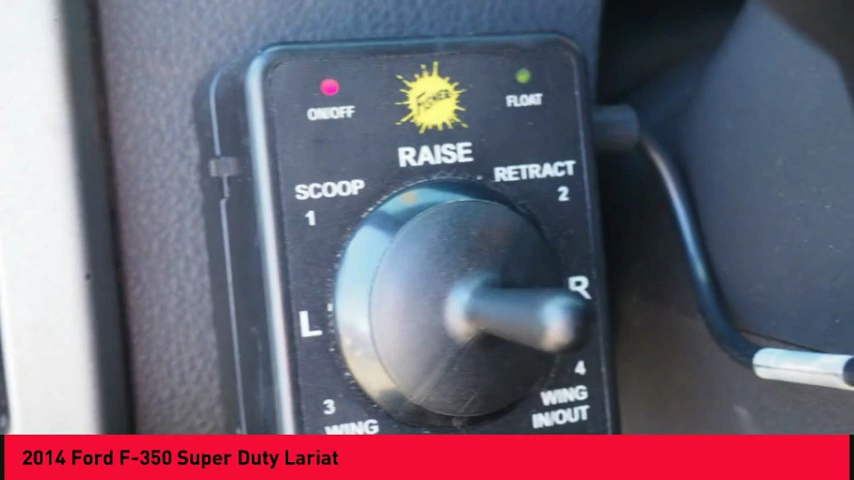 FISHER
ON/OFF
FLOAT
RAISE
SCOOP
RETRACT
1
2
L
R
3
4
WING
WING
IN/OUT
2014 Ford F-350 Super Duty Lariat